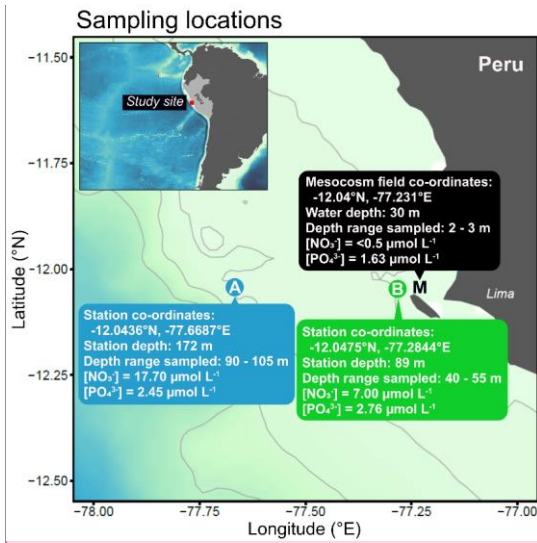 Sampling locations
−11.50
−11.75
−12.00
−12.25
−12.50
Latitude (°N)
Study site
Peru
Mesocosm field co-ordinates:
-12.04°N, -77.231°E
Water depth: 30 m
Depth range sampled: 2 - 3 m
[NO₃⁻] = <0.5 µmol L⁻¹
[PO₄³⁻] = 1.63 µmol L⁻¹
A
B
M
Lima
Station co-ordinates:
-12.0436°N, -77.6687°E
Station depth: 172 m
Depth range sampled: 90 - 105 m
[NO₃⁻] = 17.70 µmol L⁻¹
[PO₄³⁻] = 2.45 µmol L⁻¹
Station co-ordinates:
-12.0475°N, -77.2844°E
Station depth: 89 m
Depth range sampled: 40 - 55 m
[NO₃⁻] = 7.00 µmol L⁻¹
[PO₄³⁻] = 2.76 µmol L⁻¹
−78.00
−77.75
−77.50
−77.25
−77.00
Longitude (°E)